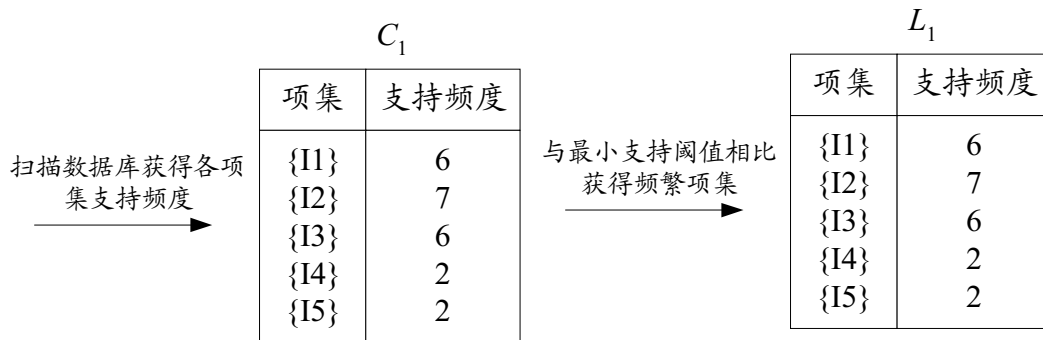 扫描数据库获得各项
集支持频度
C1
项集 支持频度
{I1} 6
{I2} 7
{I3} 6
{I4} 2
{I5} 2
与最小支持阈值相比
获得频繁项集
L1
项集 支持频度
{I1} 6
{I2} 7
{I3} 6
{I4} 2
{I5} 2